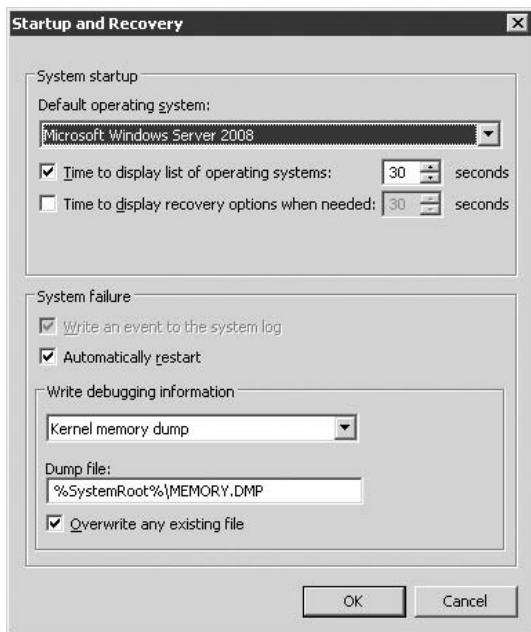 Startup and Recovery
System startup
Default operating system:
Microsoft Windows Server 2008
Time to display list of operating systems: 30 seconds
Time to display recovery options when needed: 30 seconds
System failure
Write an event to the system log
Automatically restart
Write debugging information
Kernel memory dump
Dump file:
%SystemRoot%\MEMORY.DMP
Overwrite any existing file
OK Cancel